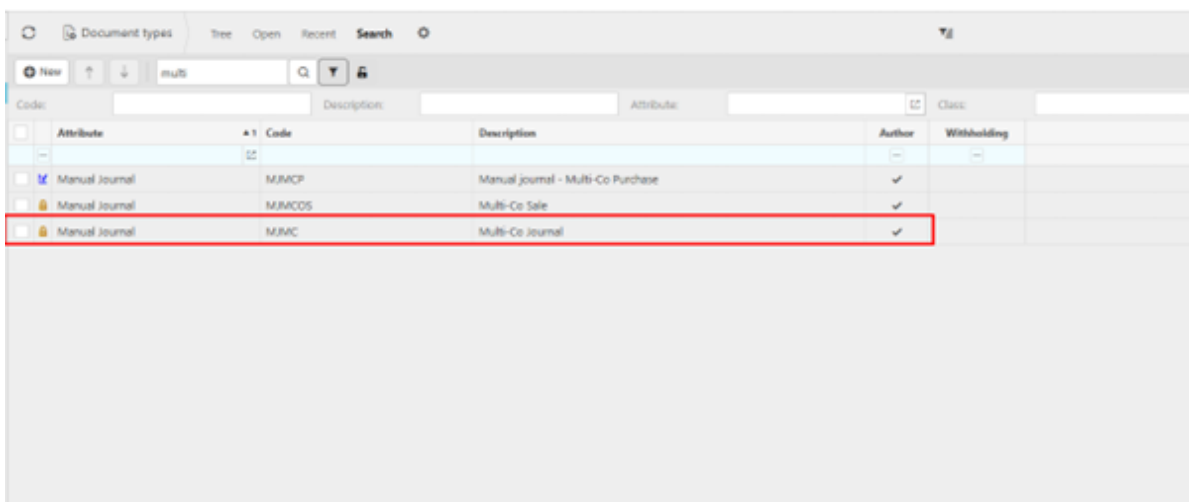 Document types Tree Open Recent Search
New multi
Code: Description: Attribute: Class:
Attribute 1 Code Description Author Withholding
Manual Journal MJMCP Manual journal - Multi-Co Purchase
Manual Journal MJMCOS Multi-Co Sale
Manual Journal MJMC Multi-Co Journal